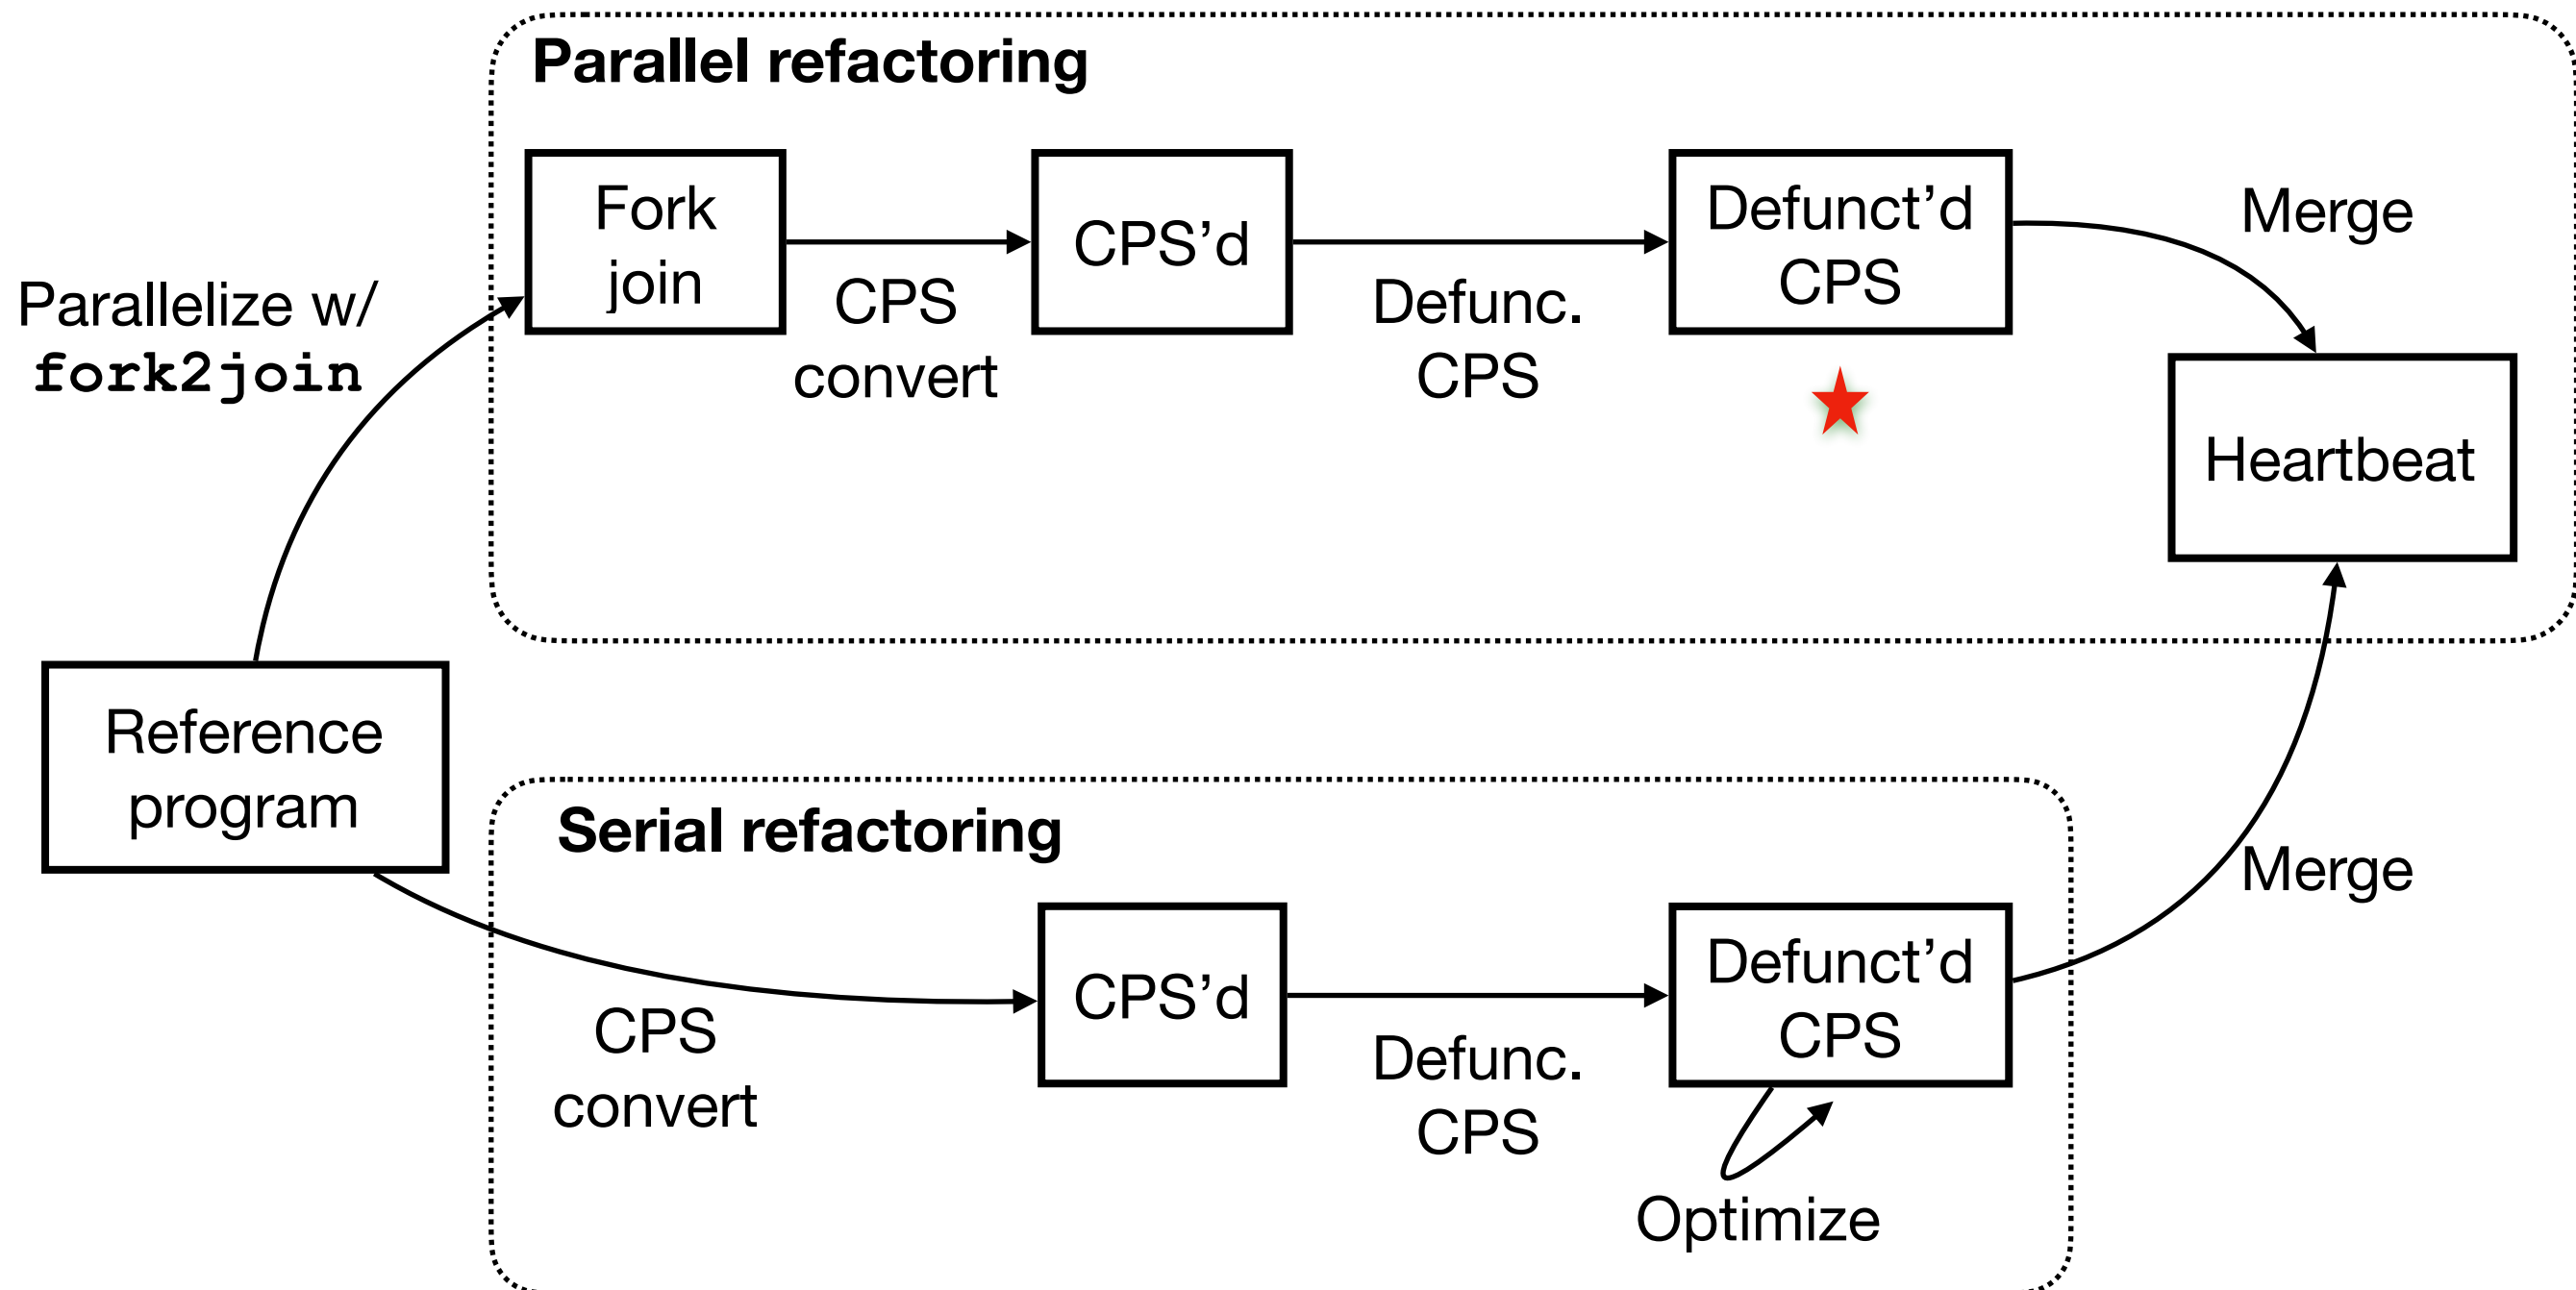 Parallel refactoring
Fork
join
CPS'd
Defunct'd
CPS
Merge
Parallelize w/
fork2join
CPS
convert
Defunc.
CPS
Heartbeat
Reference
program
Serial refactoring
Merge
CPS'd
Defunct'd
CPS
CPS
convert
Defunc.
CPS
Optimize